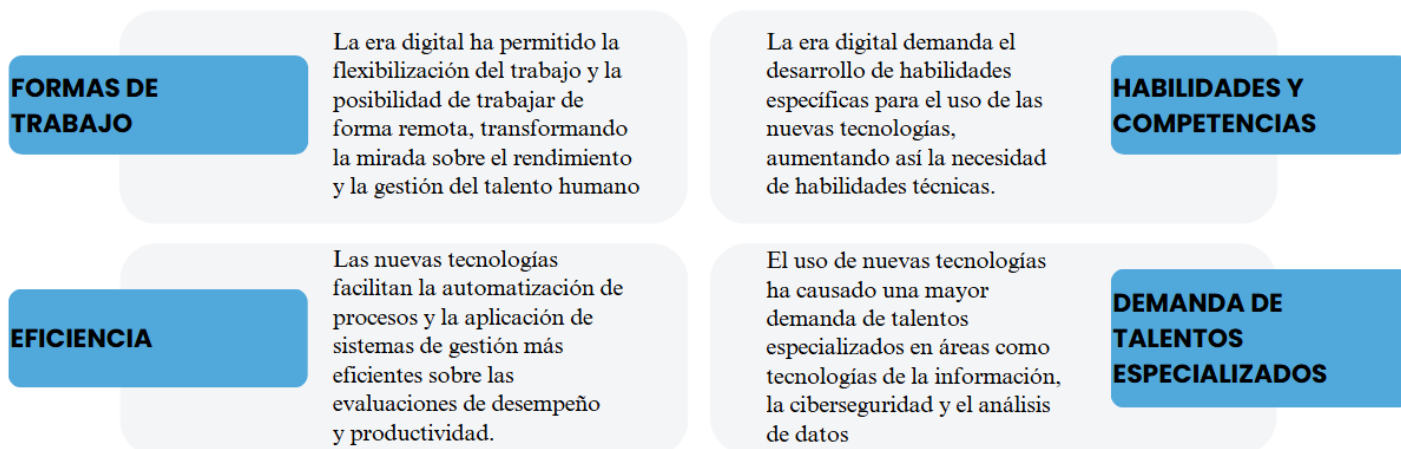 FORMAS DE
TRABAJO
La era digital ha permitido la
flexibilización del trabajo y la
posibilidad de trabajar de
forma remota, transformando
la mirada sobre el rendimiento
y la gestión del talento humano
La era digital demanda el
desarrollo de habilidades
específicas para el uso de las
nuevas tecnologías,
aumentando así la necesidad
de habilidades técnicas.
HABILIDADES Y
COMPETENCIAS
EFICIENCIA
Las nuevas tecnologías
facilitan la automatización de
procesos y la aplicación de
sistemas de gestión más
eficientes sobre las
evaluaciones de desempeño
y productividad.
El uso de nuevas tecnologías
ha causado una mayor
demanda de talentos
especializados en áreas como
tecnologías de la información,
la ciberseguridad y el análisis
de datos
DEMANDA DE
TALENTOS
ESPECIALIZADOS